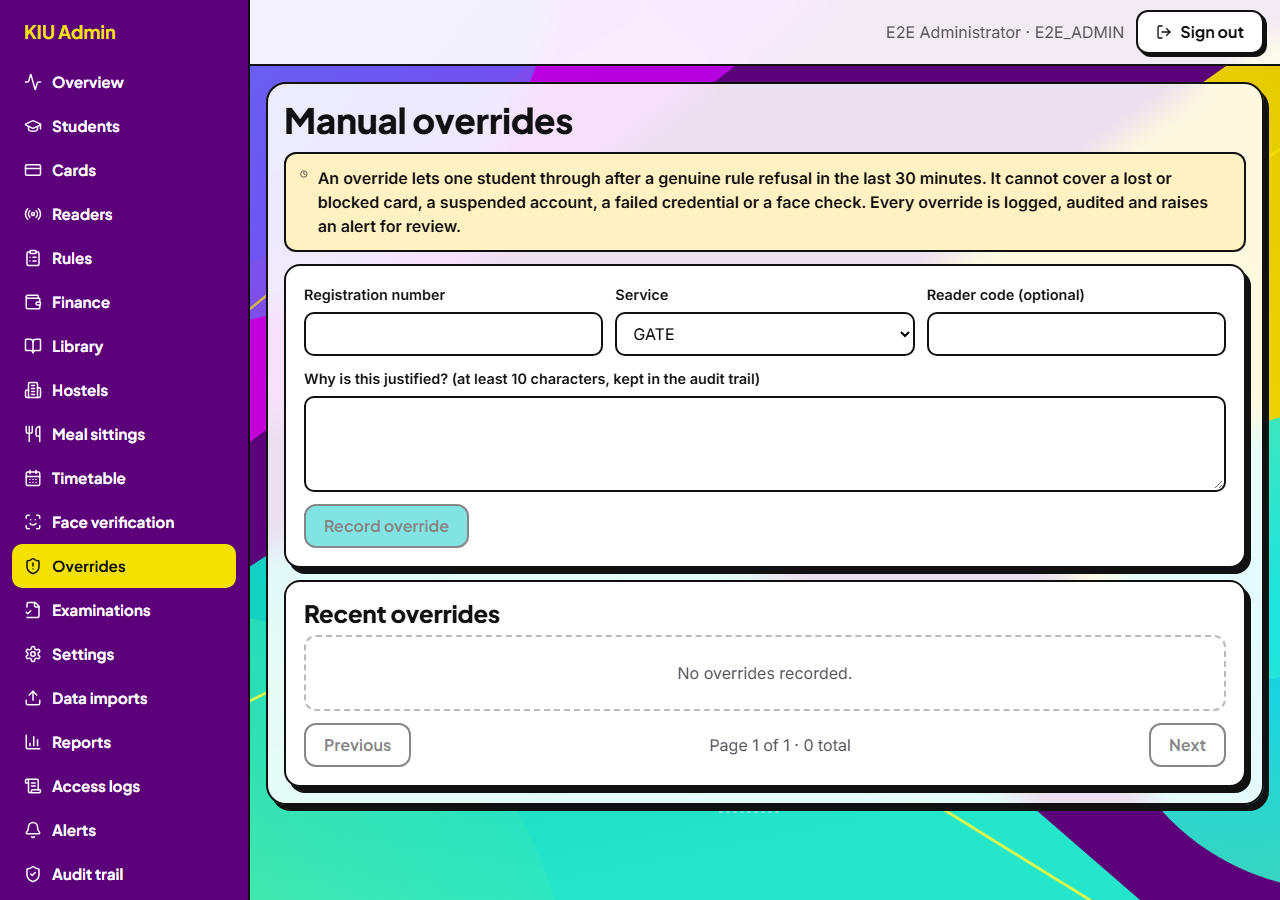 KIU Admin
Overview
Students
Cards
Readers
Rules
Finance
Library
Hostels
Meal sittings
Timetable
Face verification
Overrides
Examinations
Settings
Data imports
Reports
Access logs
Alerts
Audit trail
E2E Administrator · E2E_ADMIN
Sign out
Manual overrides
An override lets one student through after a genuine rule refusal in the last 30 minutes. It cannot cover a lost or
blocked card, a suspended account, a failed credential or a face check. Every override is logged, audited and raises
an alert for review.
Registration number
Service
Reader code (optional)
GATE
Why is this justified? (at least 10 characters, kept in the audit trail)
Record override
Recent overrides
No overrides recorded.
Previous
Page 1 of 1 · 0 total
Next